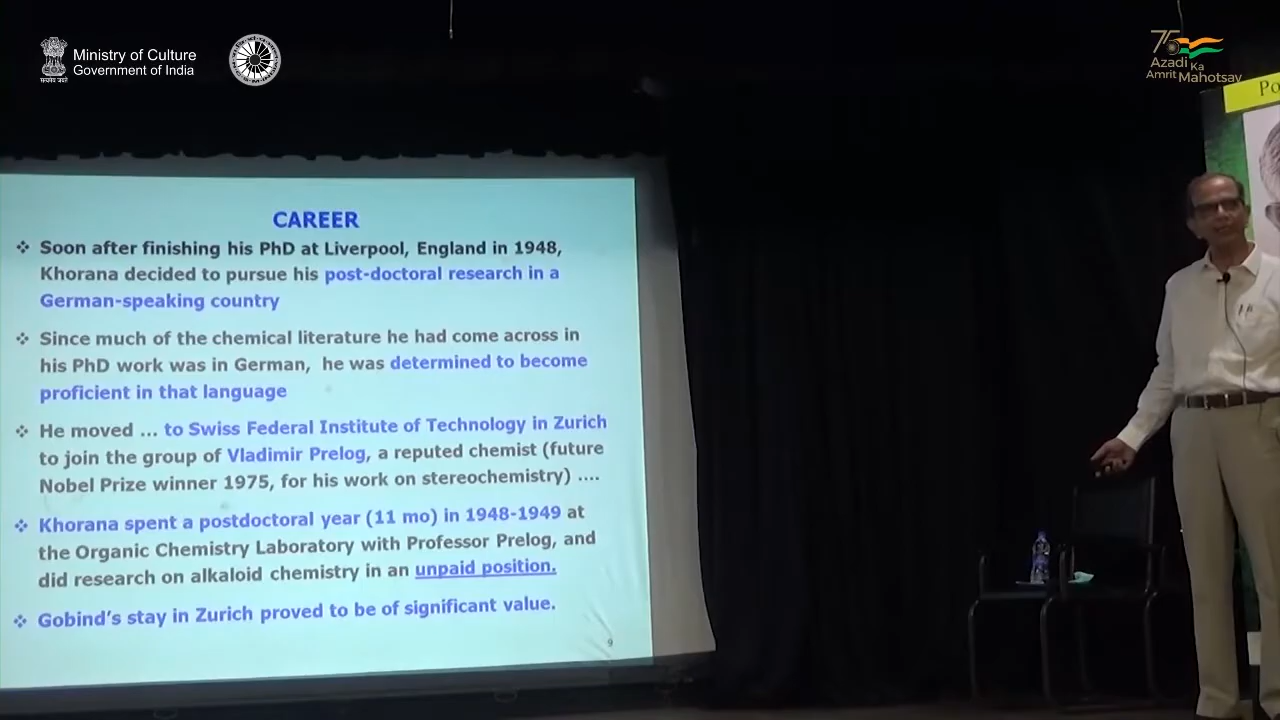 Ministry of Culture
Government of India
सत्यमेव जयते
75
Azadi Ka
Amrit Mahotsav
Po
CAREER
❖ Soon after finishing his PhD at Liverpool, England in 1948,
Khorana decided to pursue his post-doctoral research in a
German-speaking country
❖ Since much of the chemical literature he had come across in
his PhD work was in German, he was determined to become
proficient in that language
❖ He moved ... to Swiss Federal Institute of Technology in Zurich
to join the group of Vladimir Prelog, a reputed chemist (future
Nobel Prize winner 1975, for his work on stereochemistry) ....
❖ Khorana spent a postdoctoral year (11 mo) in 1948-1949 at
the Organic Chemistry Laboratory with Professor Prelog, and
did research on alkaloid chemistry in an unpaid position.
❖ Gobind's stay in Zurich proved to be of significant value.
9